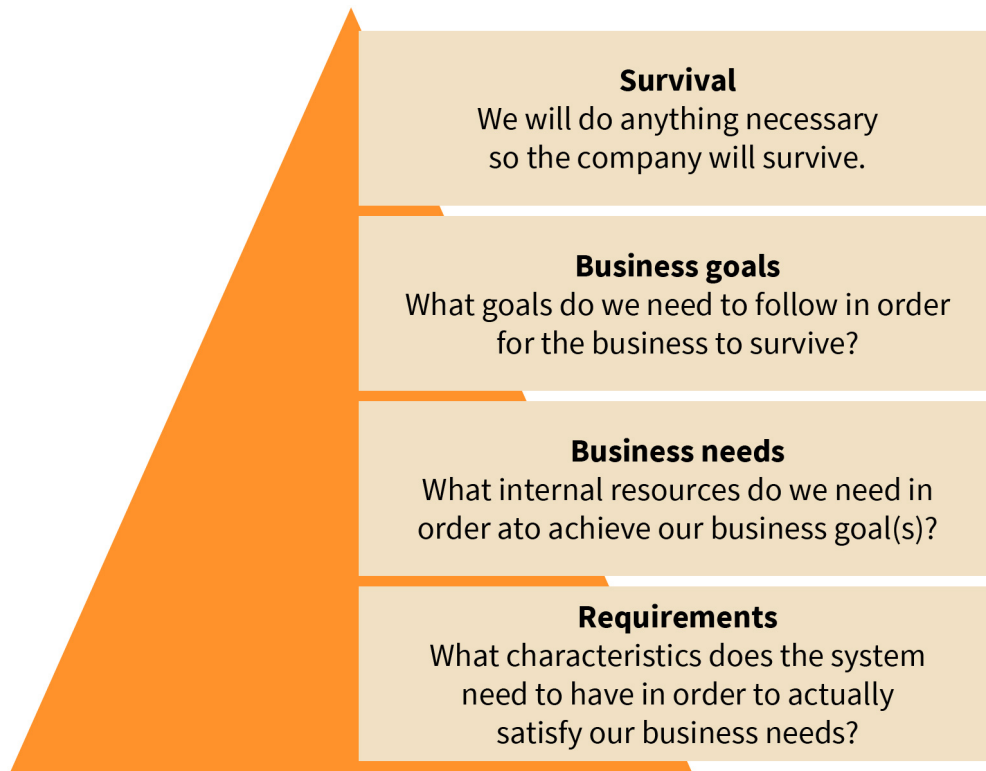 Survival
We will do anything necessary
so the company will survive.
Business goals
What goals do we need to follow in order
for the business to survive?
Business needs
What internal resources do we need in
order ato achieve our business goal(s)?
Requirements
What characteristics does the system
need to have in order to actually
satisfy our business needs?